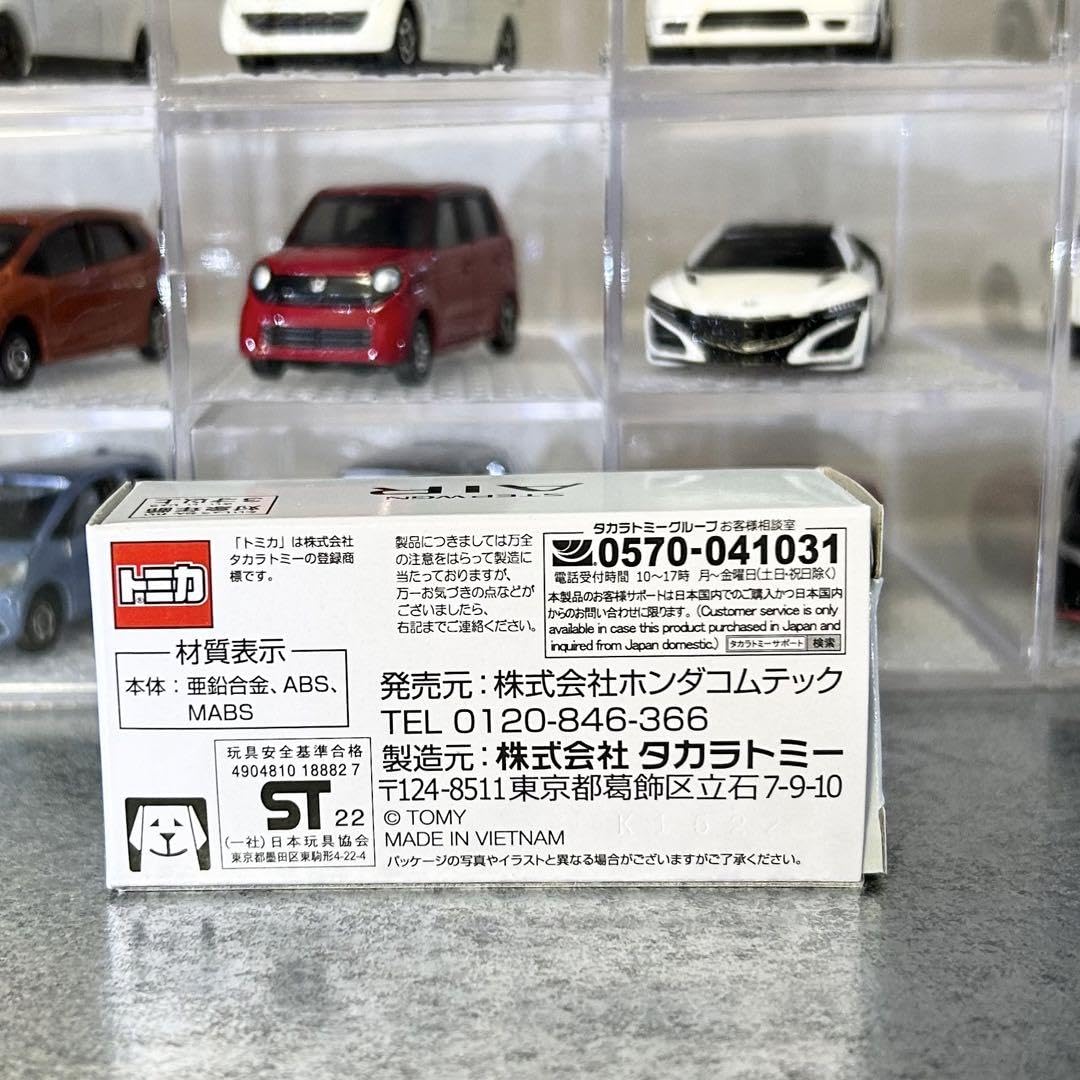 STEPWGN
AIR
対象年齢
トミカ
「トミカ」は株式会社
タカラトミーの登録商
標です。
製品につきましては万全
の注意をはらって製造に
当たっておりますが、
万一お気づきの点などが
ございましたら、
右記までご連絡ください。
タカラトミーグループ お客様相談室
0570-041031
電話受付時間 10〜17時 月〜金曜日(土日・祝日除く)
本製品のお客様サポートは日本国内でのご購入かつ日本国内
からのお問い合わせに限ります。(Customer service is only
available in case this product purchased in Japan and
inquired from Japan domestic.) タカラトミーサポート 検索
材質表示
本体：亜鉛合金、ABS、
MABS
発売元：株式会社ホンダコムテック
TEL 0120-846-366
製造元：株式会社 タカラトミー
〒124-8511 東京都葛飾区立石7-9-10
© TOMY
MADE IN VIETNAM
パッケージの写真やイラストと異なる場合がございますがご了承ください。
玩具安全基準合格
4904810 18882 7
ST 22
(一社)日本玩具協会
東京都墨田区東駒形4-22-4